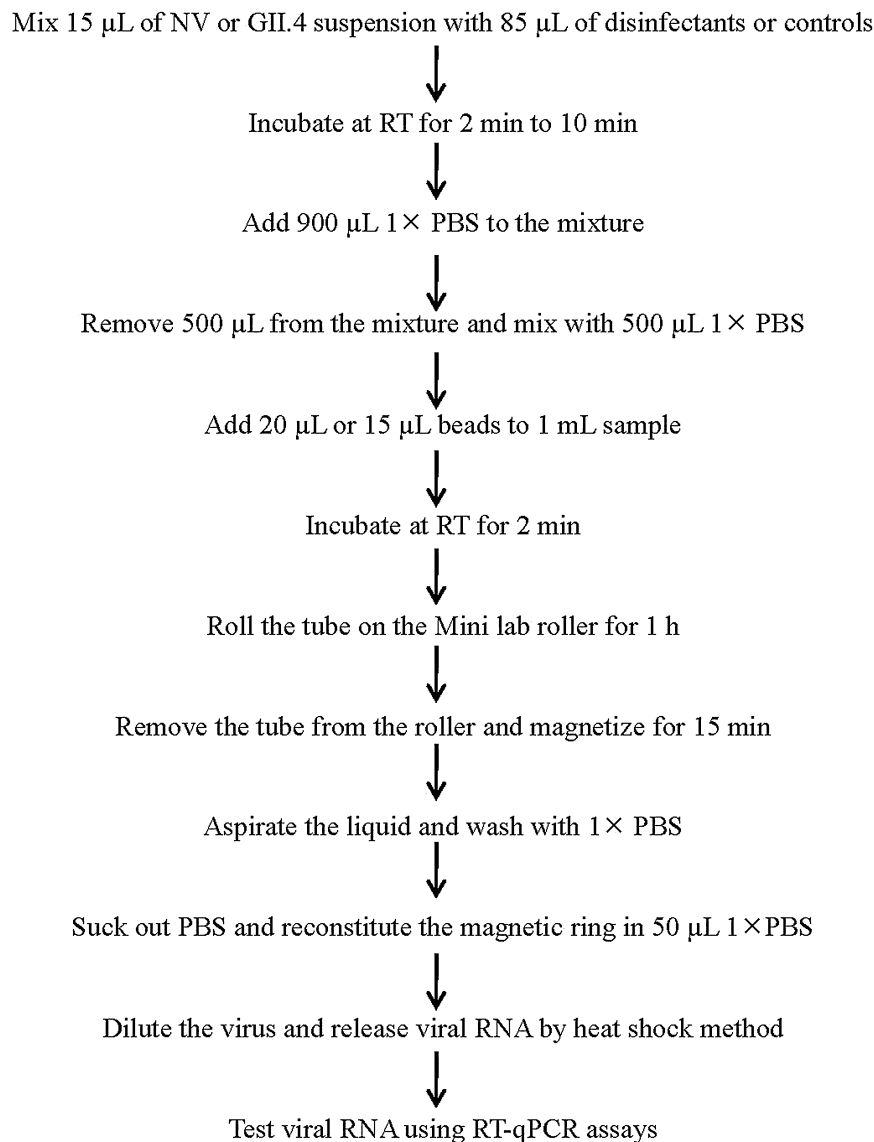 Mix 15 µL of NV or GII.4 suspension with 85 µL of disinfectants or controls
Incubate at RT for 2 min to 10 min
Add 900 µL 1× PBS to the mixture
Remove 500 µL from the mixture and mix with 500 µL 1× PBS
Add 20 µL or 15 µL beads to 1 mL sample
Incubate at RT for 2 min
Roll the tube on the Mini lab roller for 1 h
Remove the tube from the roller and magnetize for 15 min
Aspirate the liquid and wash with 1× PBS
Suck out PBS and reconstitute the magnetic ring in 50 µL 1×PBS
Dilute the virus and release viral RNA by heat shock method
Test viral RNA using RT-qPCR assays